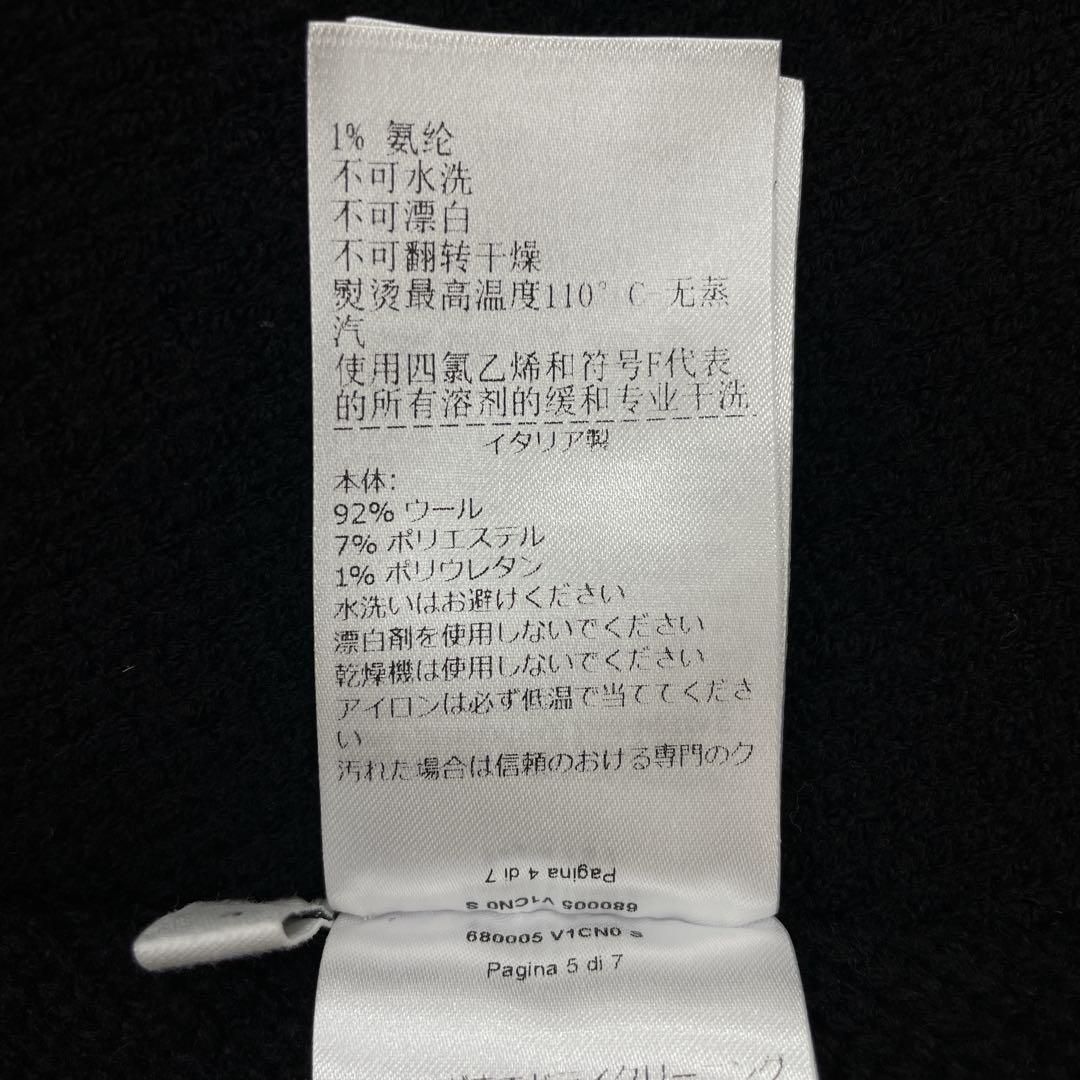 1% 氨纶
不可水洗
不可漂白
不可翻转干燥
熨烫最高温度110° C-无蒸
汽
使用四氯乙烯和符号F代表
的所有溶剂的缓和专业干洗
イタリア製
本体:
92% ウール
7% ポリエステル
1% ポリウレタン
水洗いはお避けください
漂白剤を使用しないでください
乾燥機は使用しないでください
アイロンは必ず低温で当ててくださ
い
汚れた場合は信頼のおける専門のク
Pagina 4 di 7
680005 V1CN0 S
680005 V1CN0 S
Pagina 5 di 7